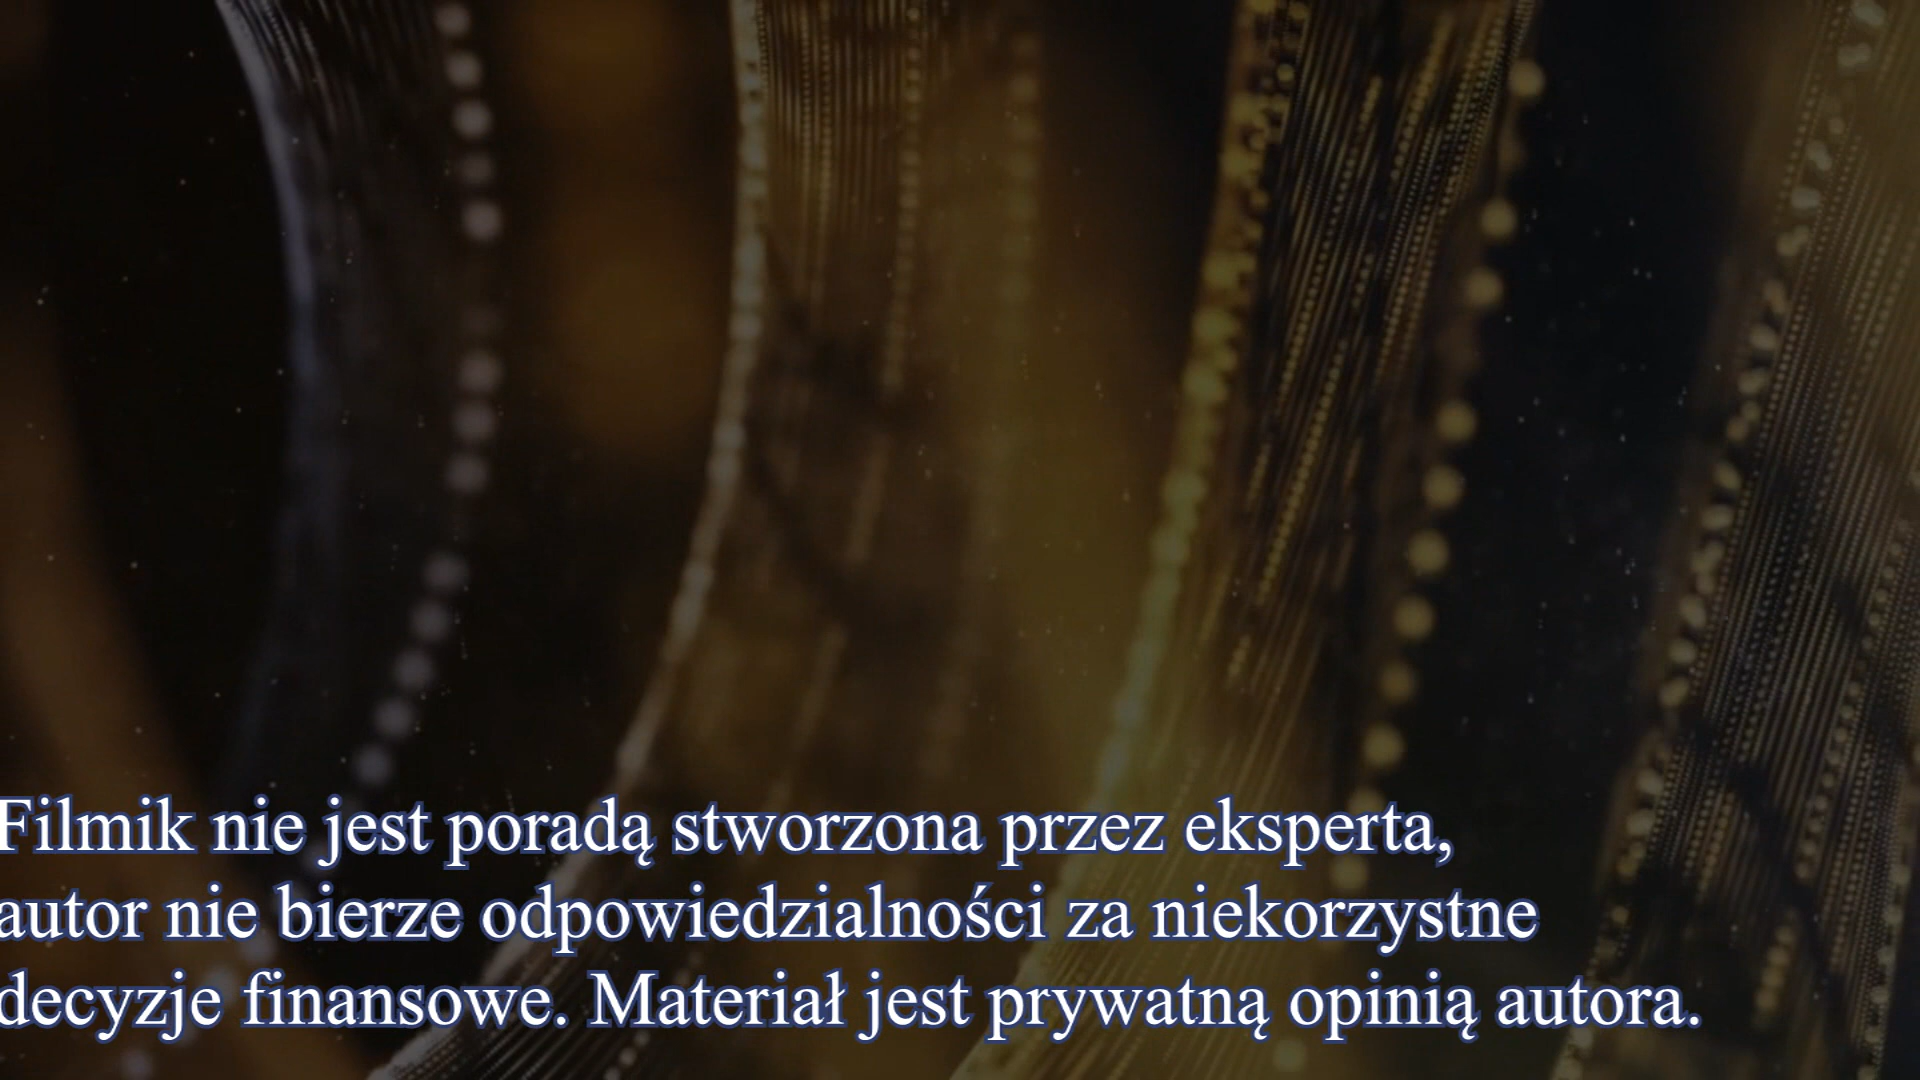 Filmik nie jest poradą stworzona przez eksperta,
autor nie bierze odpowiedzialności za niekorzystne
decyzje finansowe. Materiał jest prywatną opinią autora.